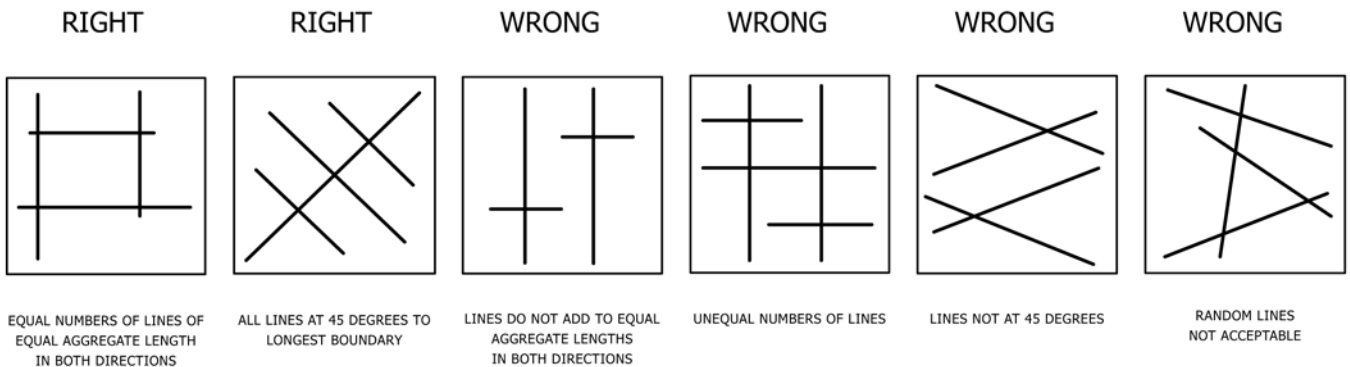 RIGHT
RIGHT
WRONG
WRONG
WRONG
WRONG
EQUAL NUMBERS OF LINES OF
EQUAL AGGREGATE LENGTH
IN BOTH DIRECTIONS
ALL LINES AT 45 DEGREES TO
LONGEST BOUNDARY
LINES DO NOT ADD TO EQUAL
AGGREGATE LENGTHS
IN BOTH DIRECTIONS
UNEQUAL NUMBERS OF LINES
LINES NOT AT 45 DEGREES
RANDOM LINES
NOT ACCEPTABLE